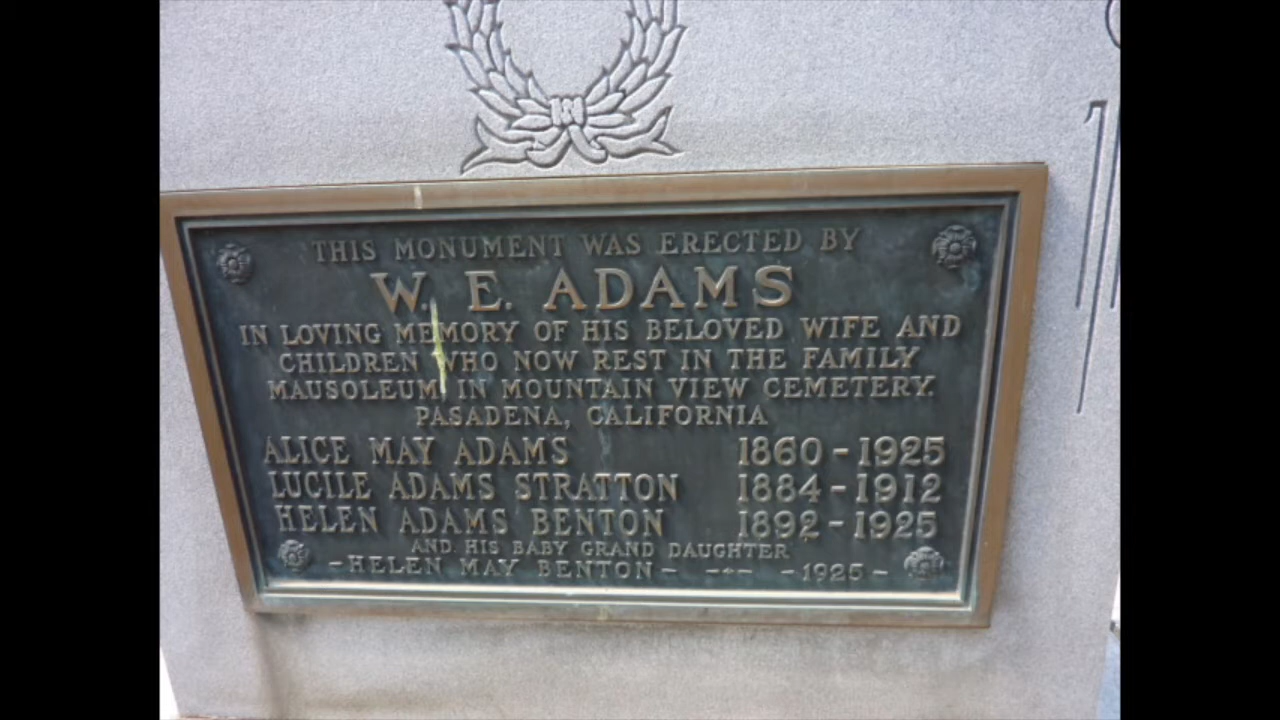 THIS MONUMENT WAS ERECTED BY
W. E. ADAMS
IN LOVING MEMORY OF HIS BELOVED WIFE AND
CHILDREN WHO NOW REST IN THE FAMILY
MAUSOLEUM IN MOUNTAIN VIEW CEMETERY.
PASADENA, CALIFORNIA
ALICE MAY ADAMS 1860-1925
LUCILE ADAMS STRATTON 1884-1912
HELEN ADAMS BENTON 1892-1925
AND HIS BABY GRAND DAUGHTER
-HELEN MAY BENTON- -·- -1925-